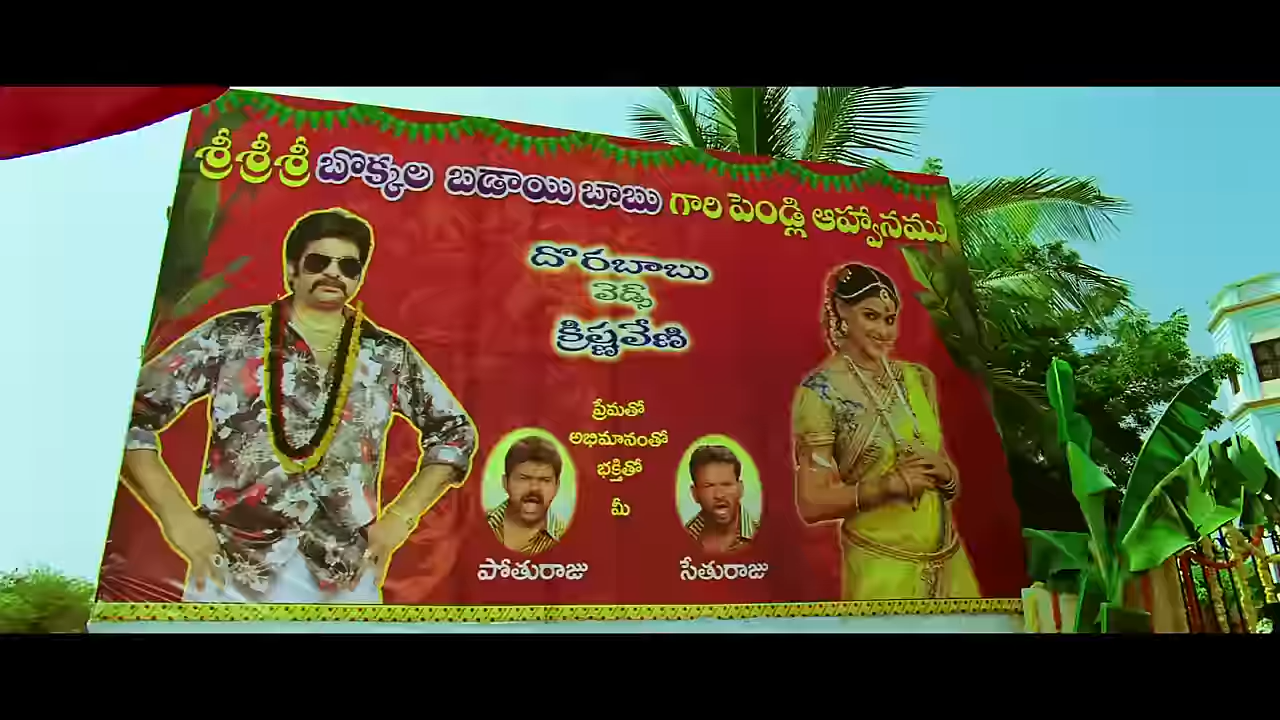 శ్రీశ్రీశ్రీ బొక్కల బడాయి బాబు గారి పెండ్లి ఆహ్వానము
దొరబాబు
వెడ్స్
క్రిష్ణవేణి
ప్రేమతో
అభిమానంతో
భక్తితో
మీ
పోతురాజు
సేతురాజు